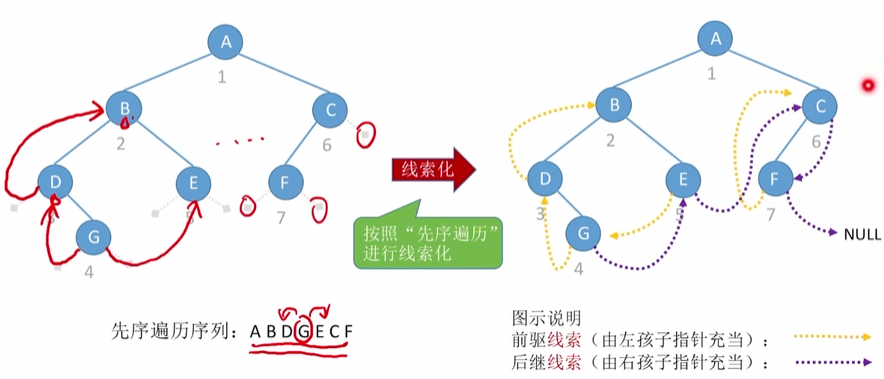 A
1
B
2
C
6
D
3
E
5
F
7
G
4
先序遍历序列：A B D G E C F
线索化
按照“先序遍历”
进行线索化
A
1
B
2
C
6
D
3
E
5
F
7
G
4
NULL
图示说明
前驱线索（由左孩子指针充当）：
后继线索（由右孩子指针充当）：